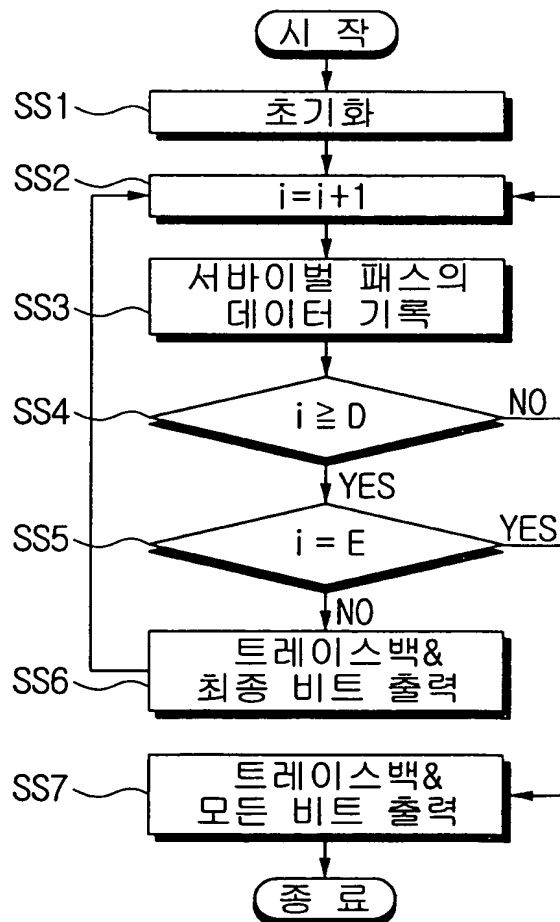 시 작
SS1
초기화
SS2
i=i+1
SS3
서바이벌 패스의
데이터 기록
SS4
i ≧ D
NO
YES
SS5
i = E
YES
NO
SS6
트레이스백&
최종 비트 출력
SS7
트레이스백&
모든 비트 출력
종 료